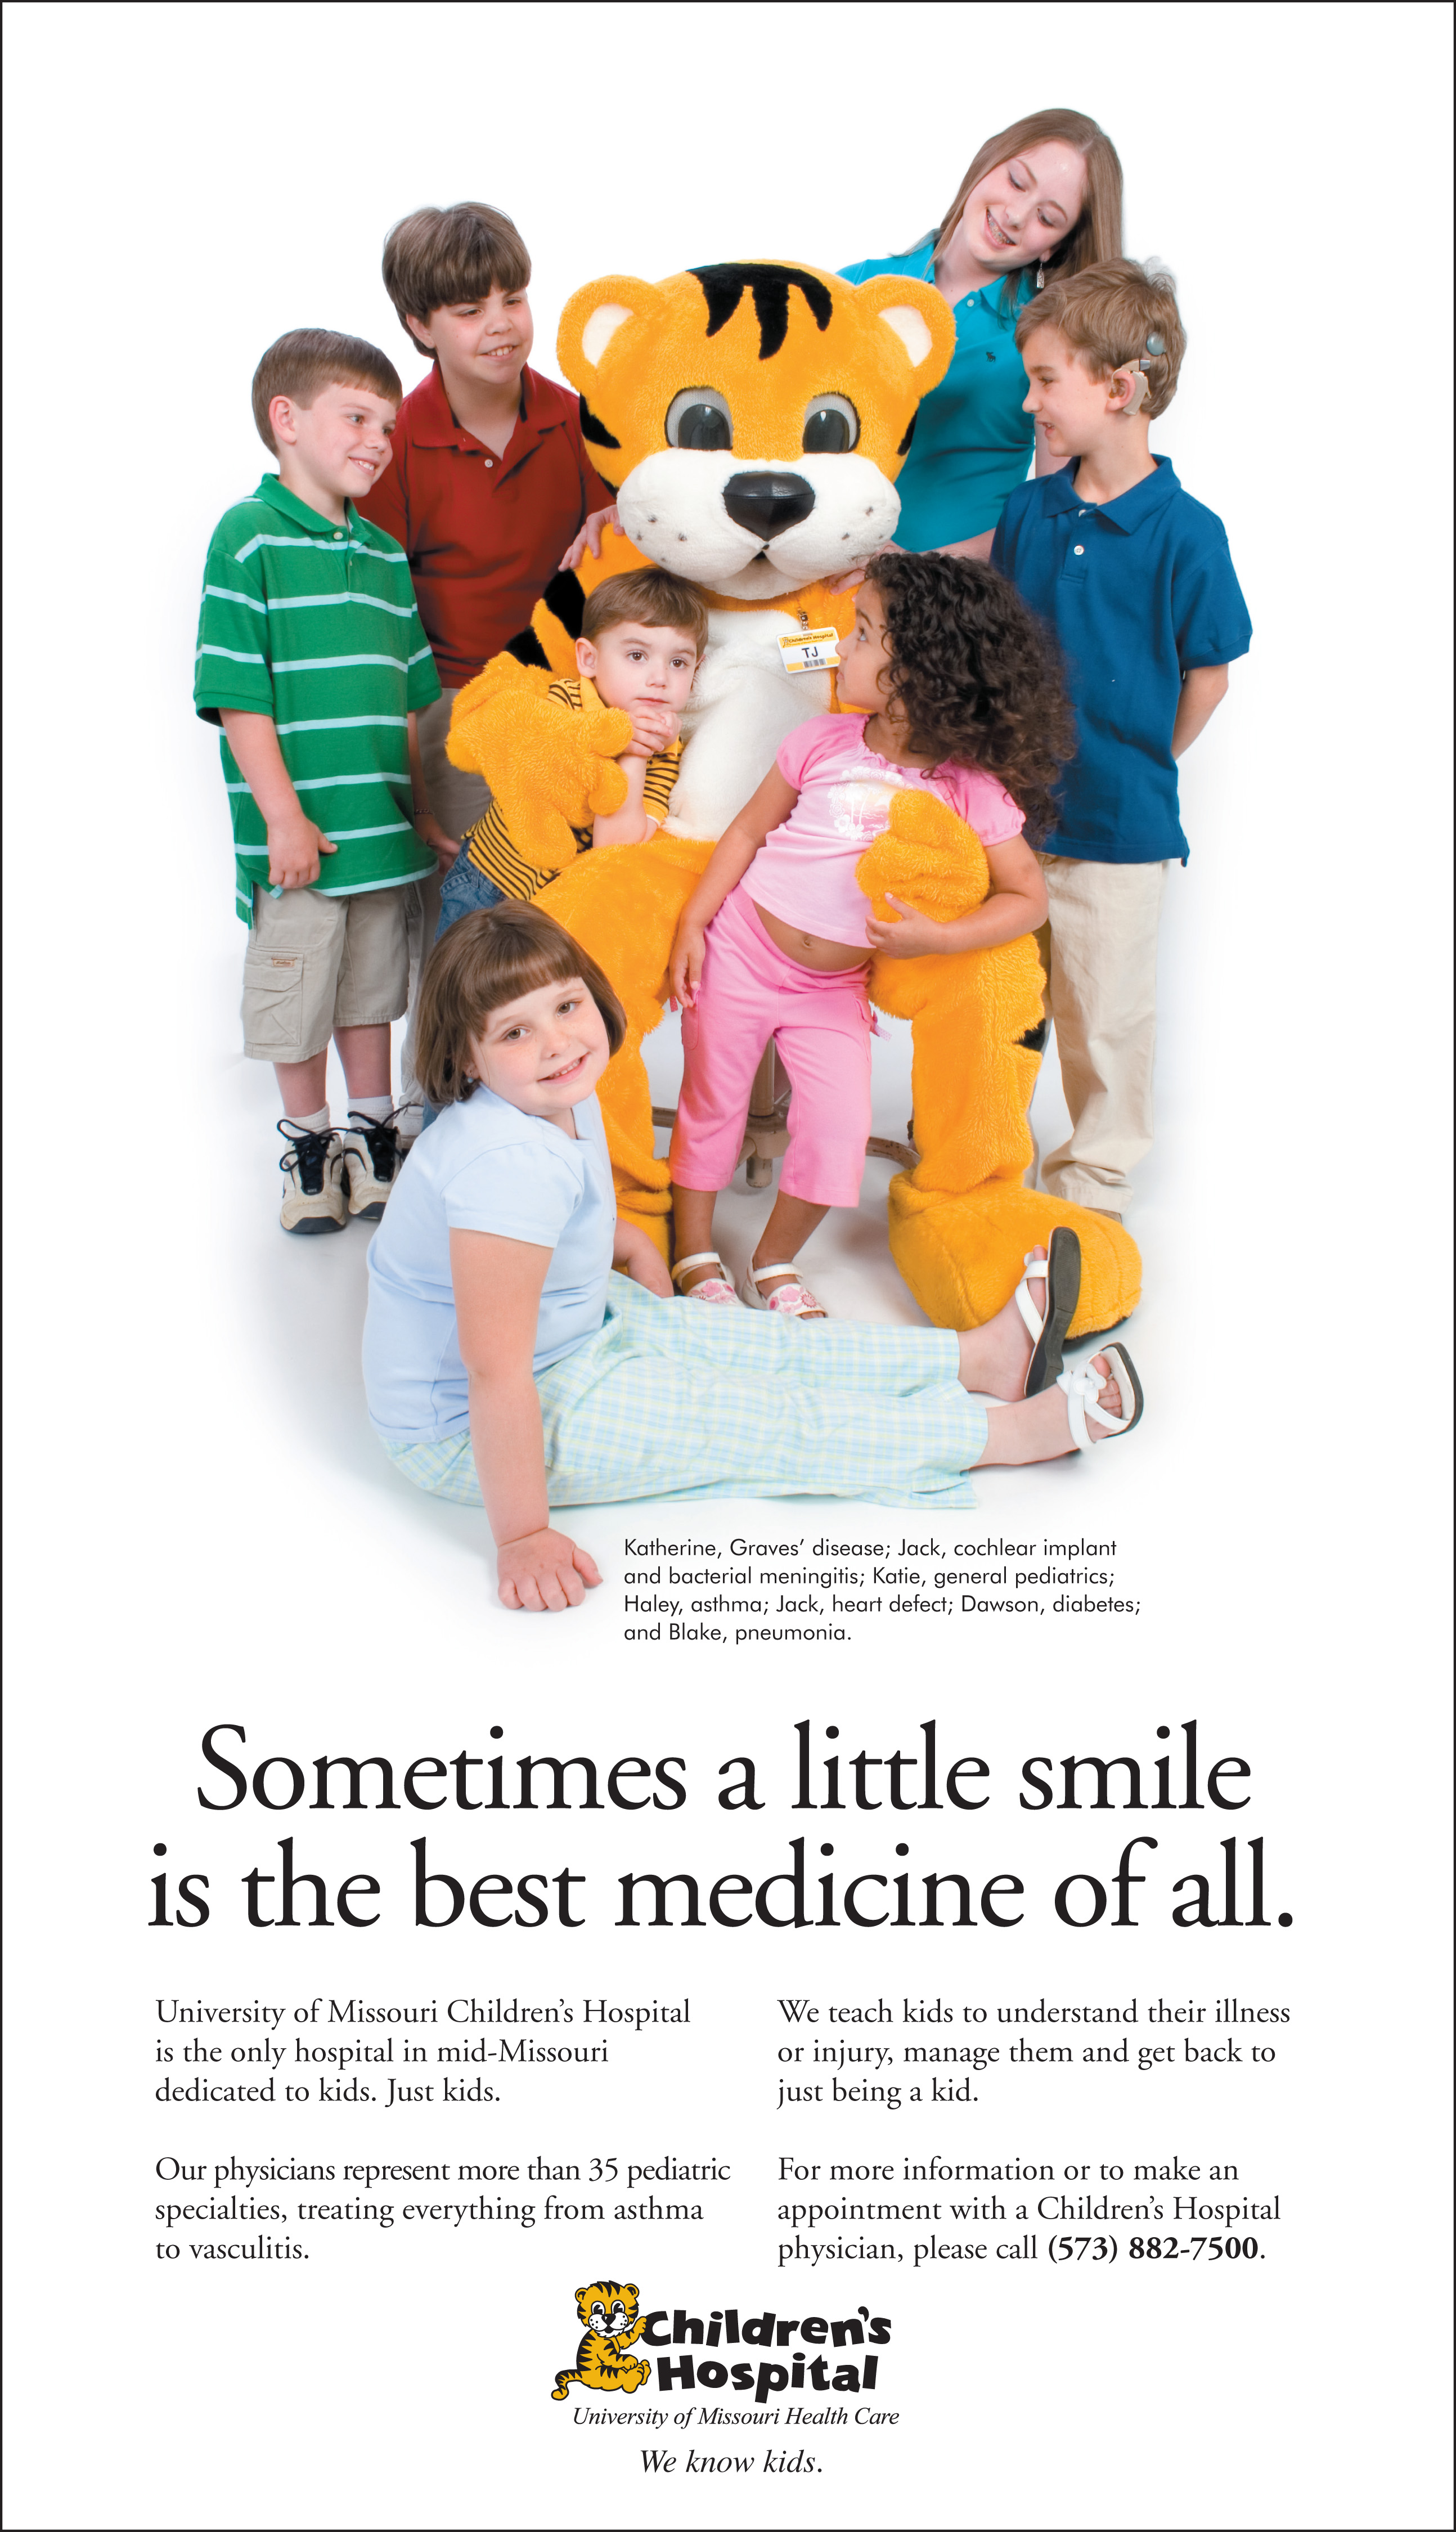 Children's Hospital
TJ
Katherine, Graves’ disease; Jack, cochlear implant
and bacterial meningitis; Katie, general pediatrics;
Haley, asthma; Jack, heart defect; Dawson, diabetes;
and Blake, pneumonia.
Sometimes a little smile
is the best medicine of all.
University of Missouri Children’s Hospital
is the only hospital in mid-Missouri
dedicated to kids. Just kids.
Our physicians represent more than 35 pediatric
specialties, treating everything from asthma
to vasculitis.
We teach kids to understand their illness
or injury, manage them and get back to
just being a kid.
For more information or to make an
appointment with a Children’s Hospital
physician, please call (573) 882-7500.
Children’s
Hospital
University of Missouri Health Care
We know kids.